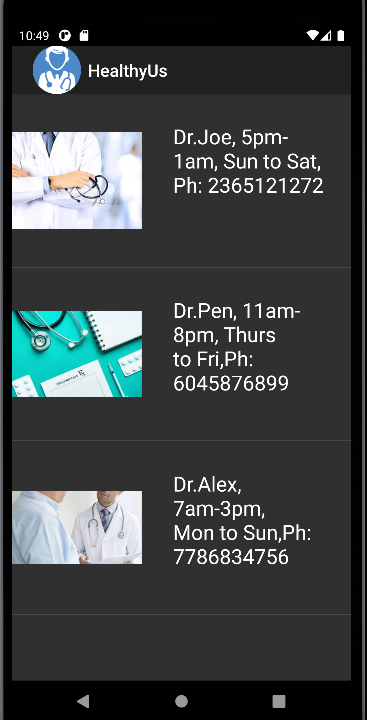 10:49
HealthyUs
Dr.Joe, 5pm-
1am, Sun to Sat,
Ph: 2365121272
Dr.Pen, 11am-
8pm, Thurs
to Fri,Ph:
6045876899
Dr.Alex,
7am-3pm,
Mon to Sun,Ph:
7786834756